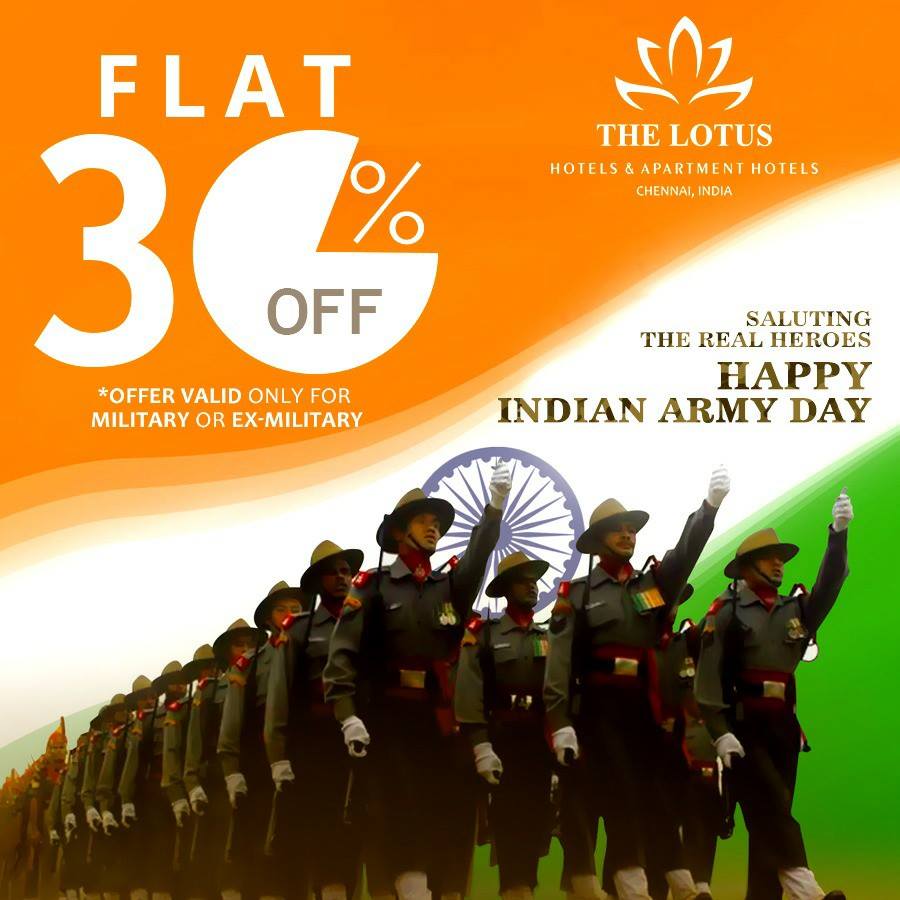 FLAT
30%
OFF
*OFFER VALID ONLY FOR
MILITARY OR EX-MILITARY
THE LOTUS
HOTELS & APARTMENT HOTELS
CHENNAI, INDIA
SALUTING
THE REAL HEROES
HAPPY
INDIAN ARMY DAY